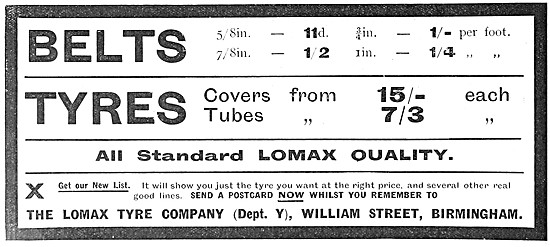 BELTS 5/8in. — 11d. ¾in. — 1/- per foot.
7/8in. — 1/2 1in. — 1/4 „ „
TYRES Covers from 15/- each
Tubes „ 7/3 „
All Standard LOMAX QUALITY.
X Get our New List. It will show you just the tyre you want at the right price, and several other real
good lines. SEND A POSTCARD NOW WHILST YOU REMEMBER TO
THE LOMAX TYRE COMPANY (Dept. Y), WILLIAM STREET, BIRMINGHAM.